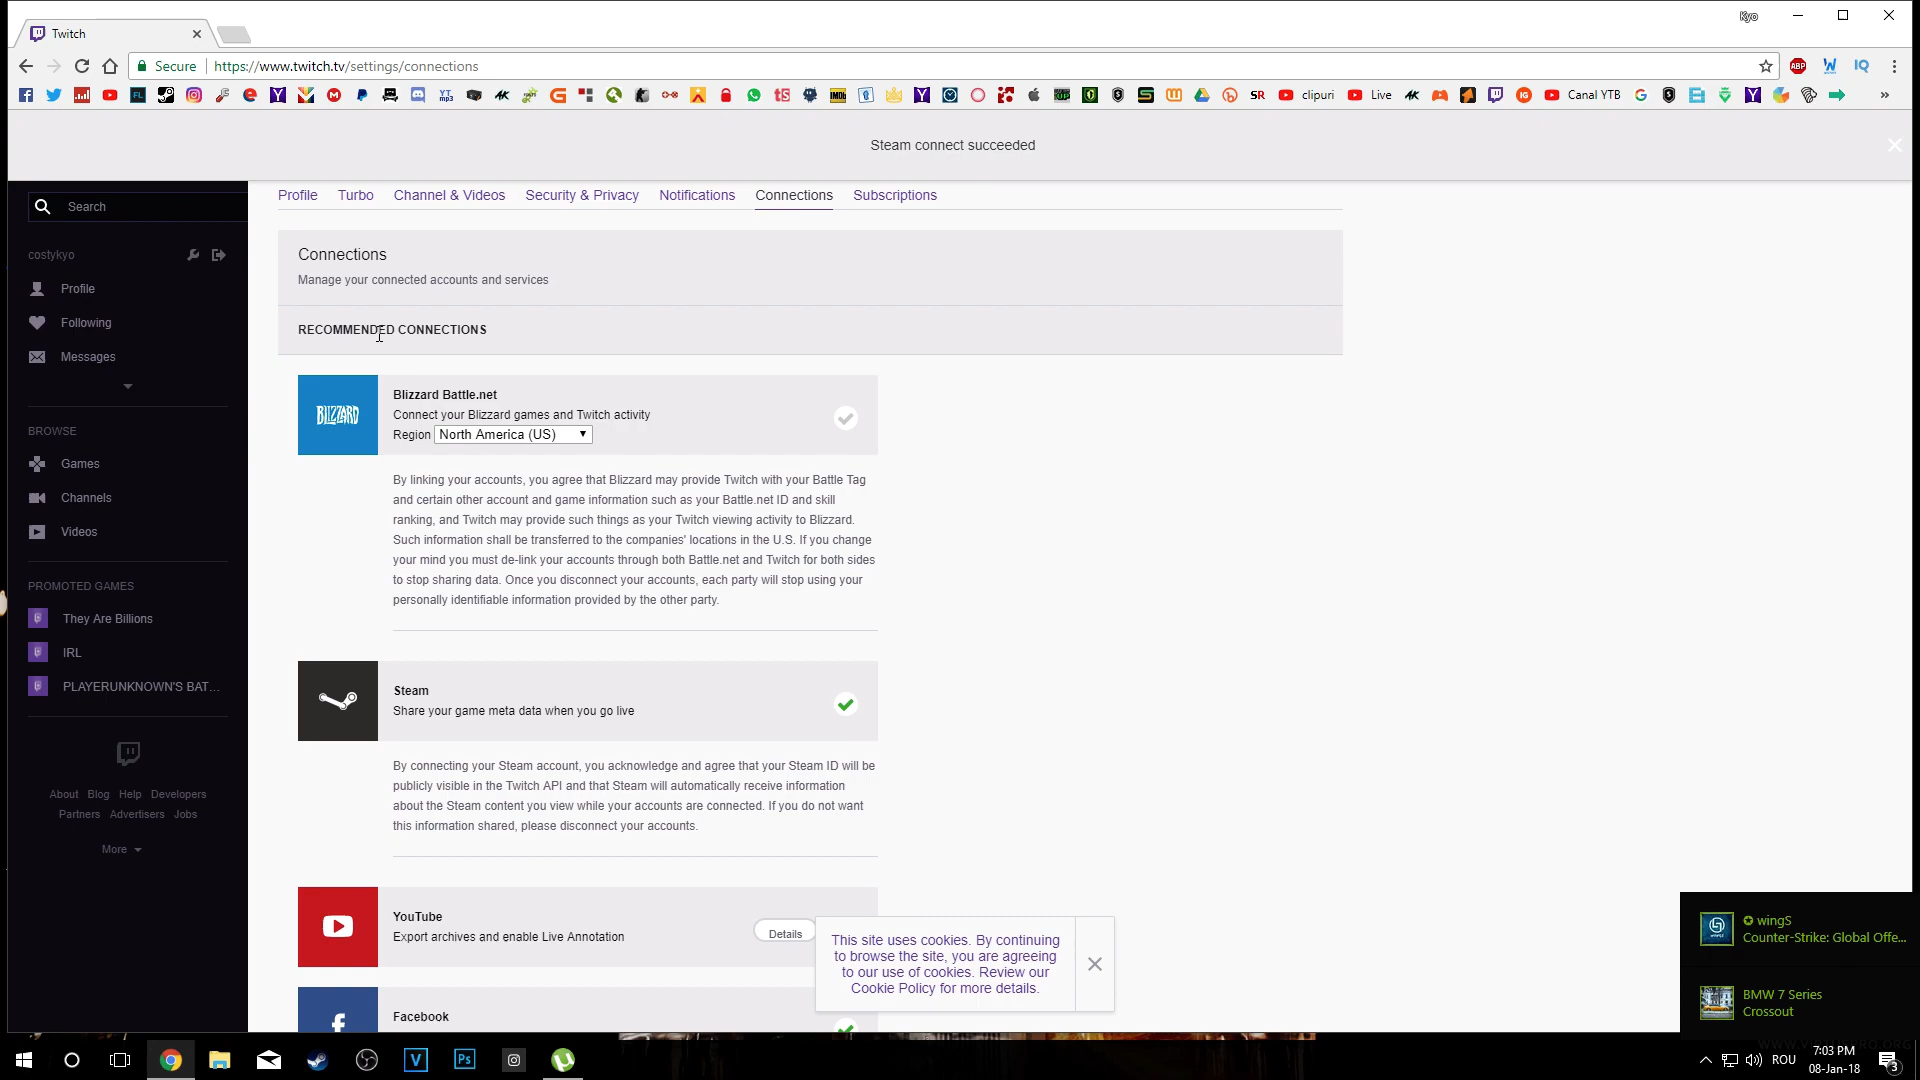 Twitch
Kyo
Secure
https://www.twitch.tv/settings/connections
clipuri
Live
Canal YTB
Steam connect succeeded
Search
costykyo
Profile
Following
Messages
BROWSE
Games
Channels
Videos
PROMOTED GAMES
They Are Billions
IRL
PLAYERUNKNOWN'S BAT...
About Blog Help Developers
Partners Advertisers Jobs
More
Profile Turbo Channel & Videos Security & Privacy Notifications Connections Subscriptions
Connections
Manage your connected accounts and services
RECOMMENDED CONNECTIONS
BLIZZARD
Blizzard Battle.net
Connect your Blizzard games and Twitch activity
Region North America (US)
By linking your accounts, you agree that Blizzard may provide Twitch with your Battle Tag
and certain other account and game information such as your Battle.net ID and skill
ranking, and Twitch may provide such things as your Twitch viewing activity to Blizzard.
Such information shall be transferred to the companies' locations in the U.S. If you change
your mind you must de-link your accounts through both Battle.net and Twitch for both sides
to stop sharing data. Once you disconnect your accounts, each party will stop using your
personally identifiable information provided by the other party.
Steam
Share your game meta data when you go live
By connecting your Steam account, you acknowledge and agree that your Steam ID will be
publicly visible in the Twitch API and that Steam will automatically receive information
about the Steam content you view while your accounts are connected. If you do not want
this information shared, please disconnect your accounts.
YouTube
Export archives and enable Live Annotation
Details
Facebook
This site uses cookies. By continuing
to browse the site, you are agreeing
to our use of cookies. Review our
Cookie Policy for more details.
wingS
Counter-Strike: Global Offe...
BMW 7 Series
Crossout
ROU
7:03 PM
08-Jan-18
3